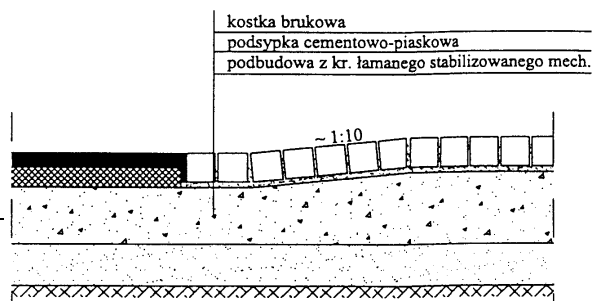 kostka brukowa
podsypka cementowo-piaskowa
podbudowa z kr. łamanego stabilizowanego mech.
~ 1:10